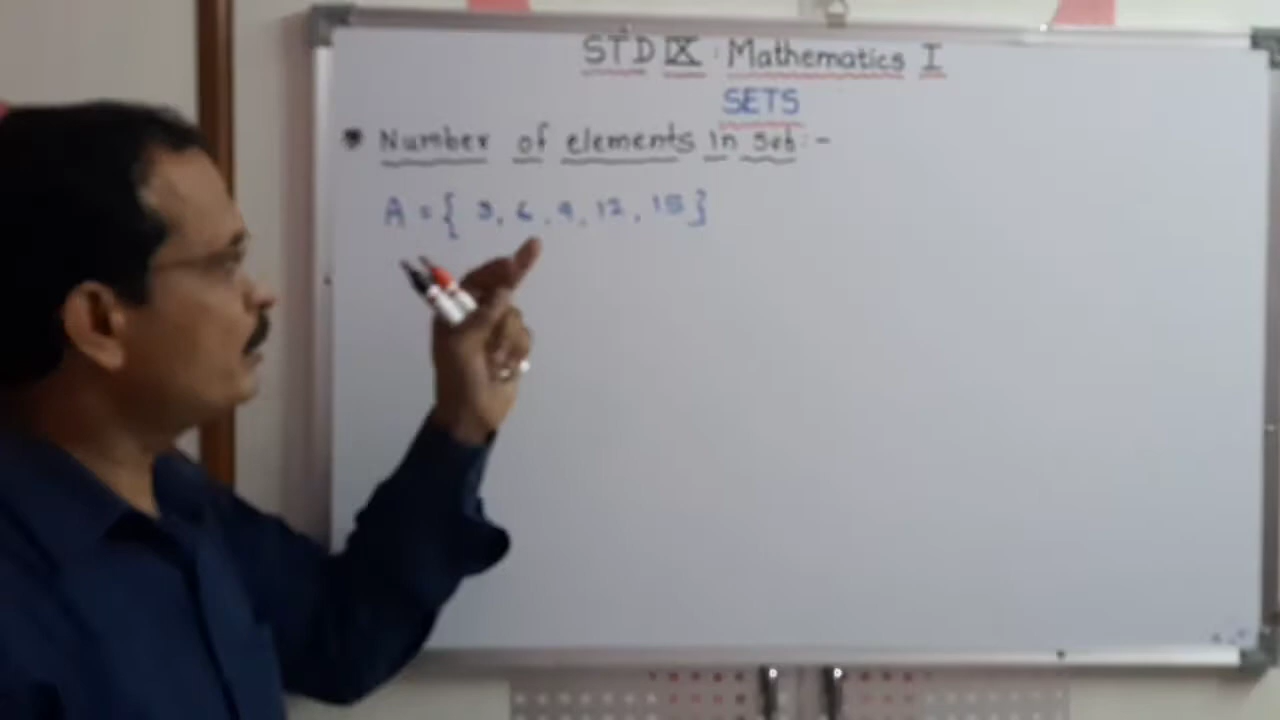 STD IX : Mathematics I
SETS
* Number of elements in set :-
A = { 3, 6, 9, 12, 15 }